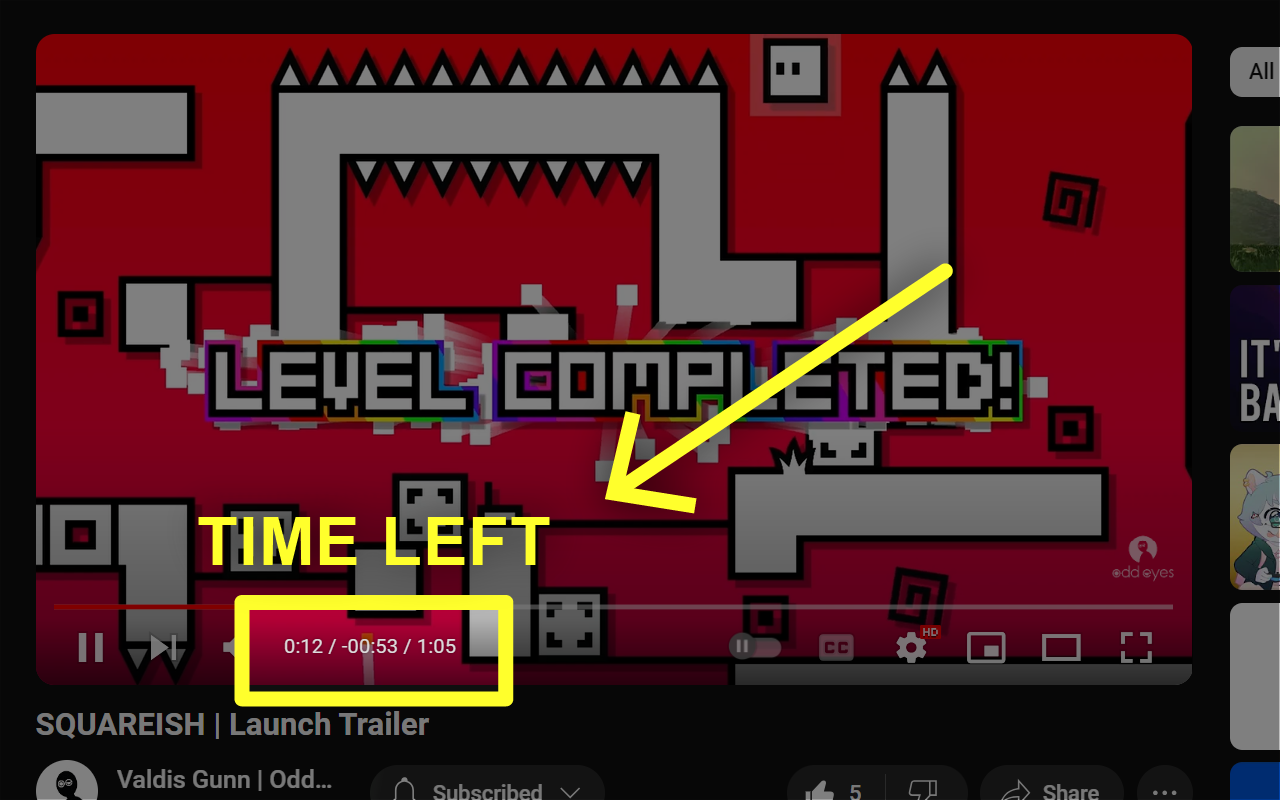 All
LEVEL COMPLETED!
IT'
BA
TIME LEFT
odd eyes
0:12 / -00:53 / 1:05
CC
HD
SQUAREISH | Launch Trailer
Valdis Gunn | Odd...
Subscribed
5
Share